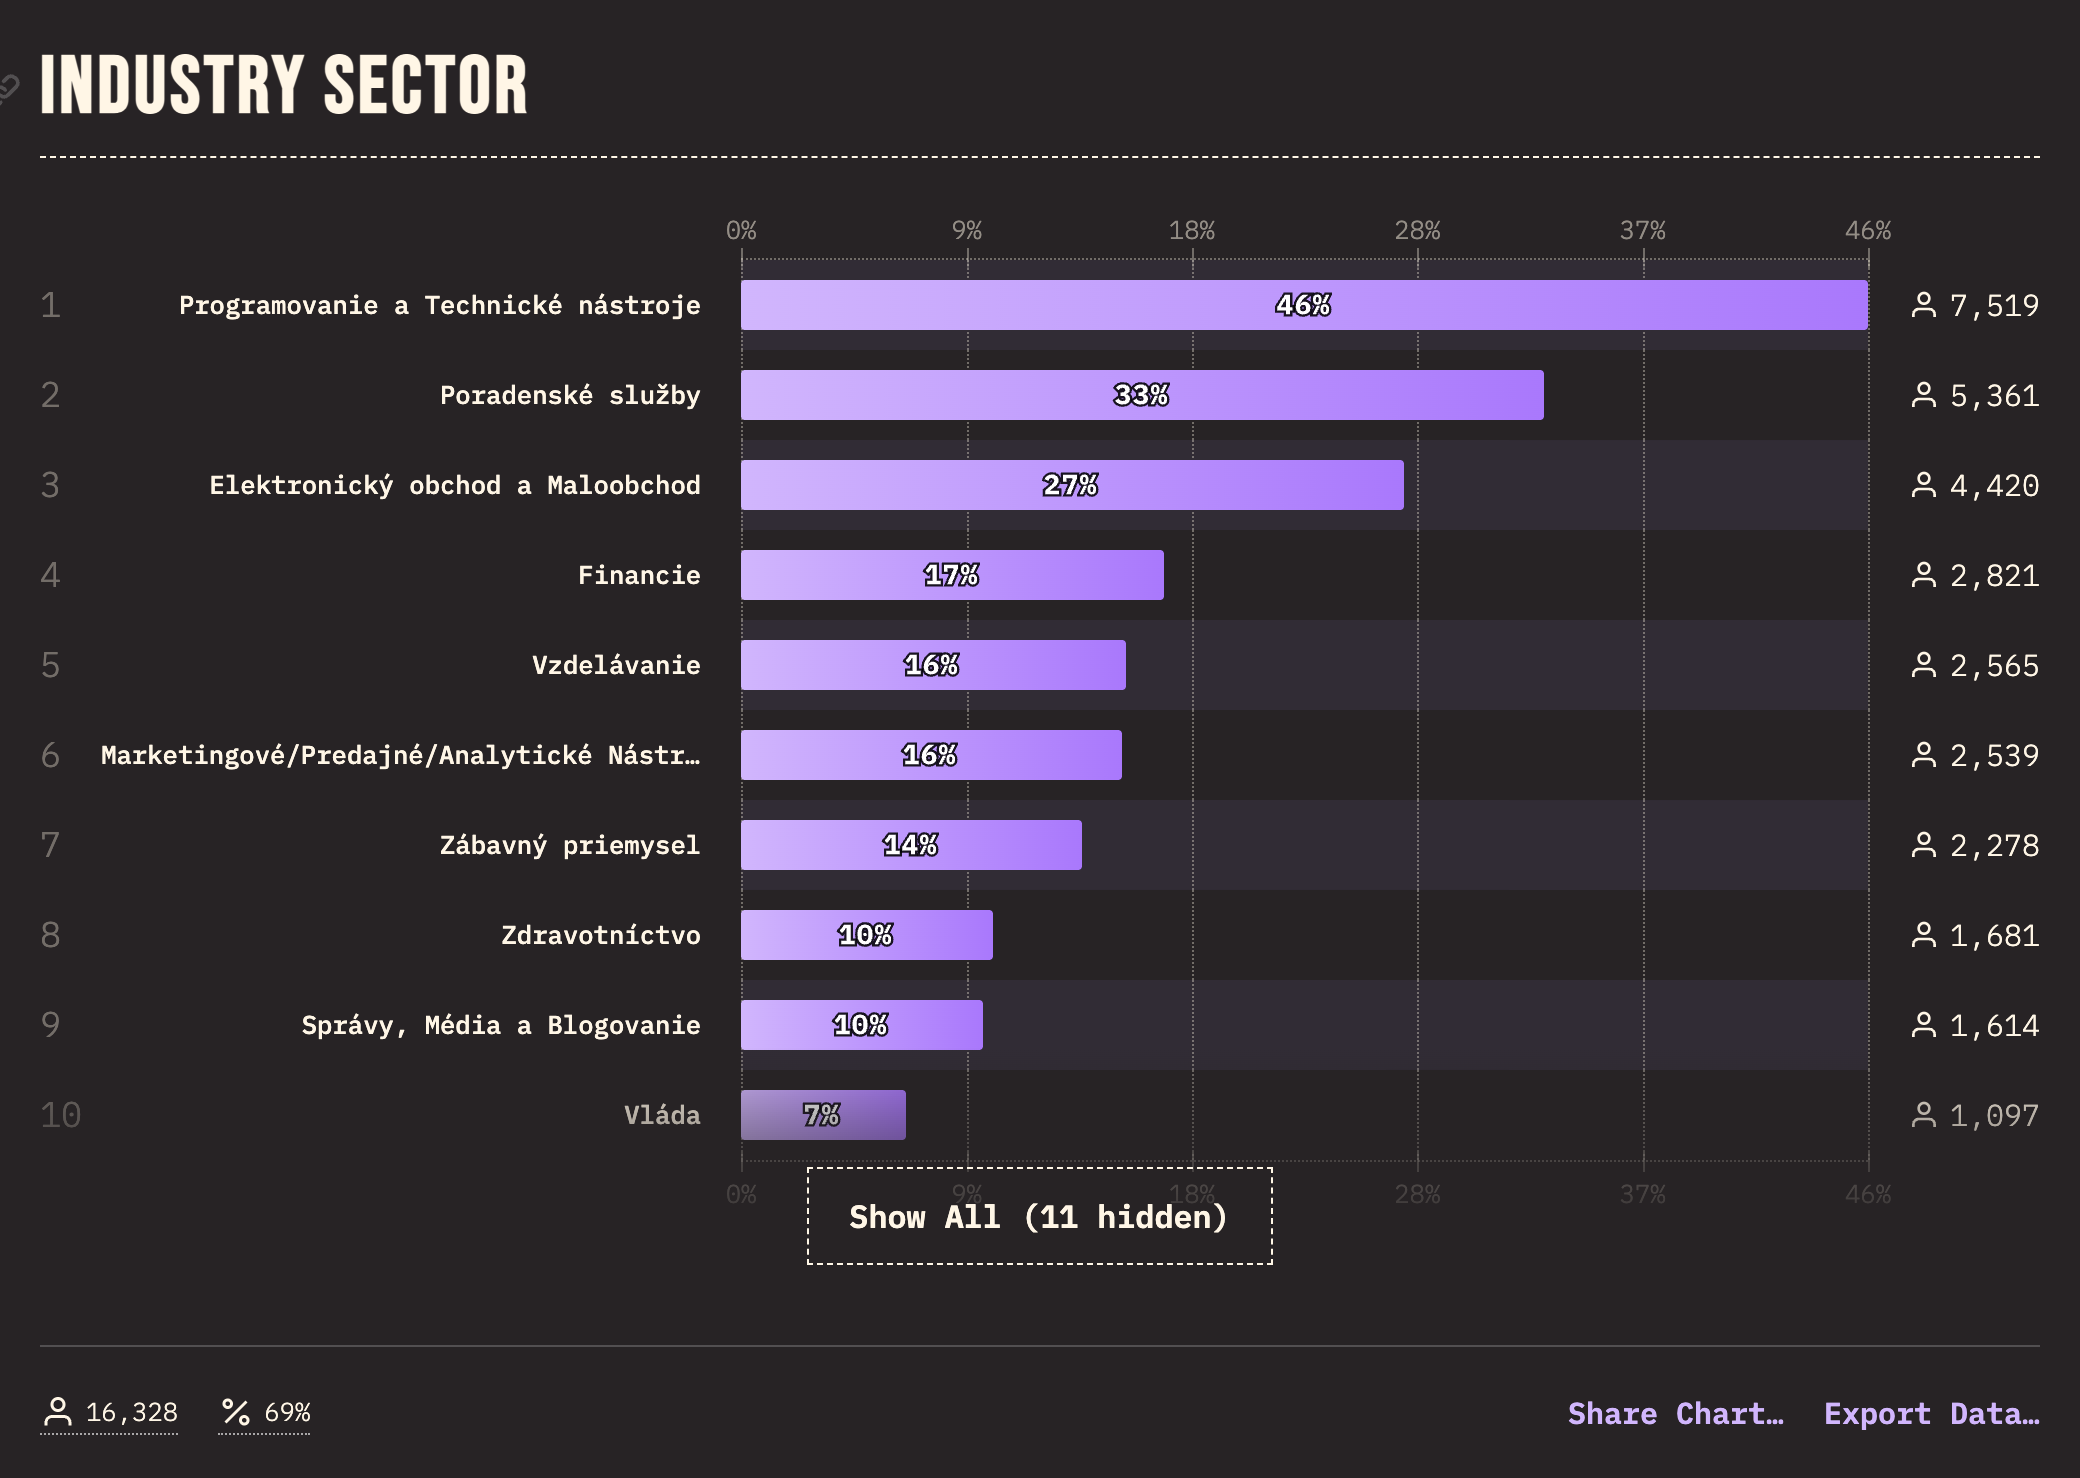 INDUSTRY SECTOR
0% 9% 18% 28% 37% 46%
1 Programovanie a Technické nástroje 46% 7,519
2 Poradenské služby 33% 5,361
3 Elektronický obchod a Maloobchod 27% 4,420
4 Financie 17% 2,821
5 Vzdelávanie 16% 2,565
6 Marketingové/Predajné/Analytické Nástr… 16% 2,539
7 Zábavný priemysel 14% 2,278
8 Zdravotníctvo 10% 1,681
9 Správy, Média a Blogovanie 10% 1,614
10 Vláda 7% 1,097
0% 9% 18% 28% 37% 46%
Show All (11 hidden)
16,328 69% Share Chart… Export Data…